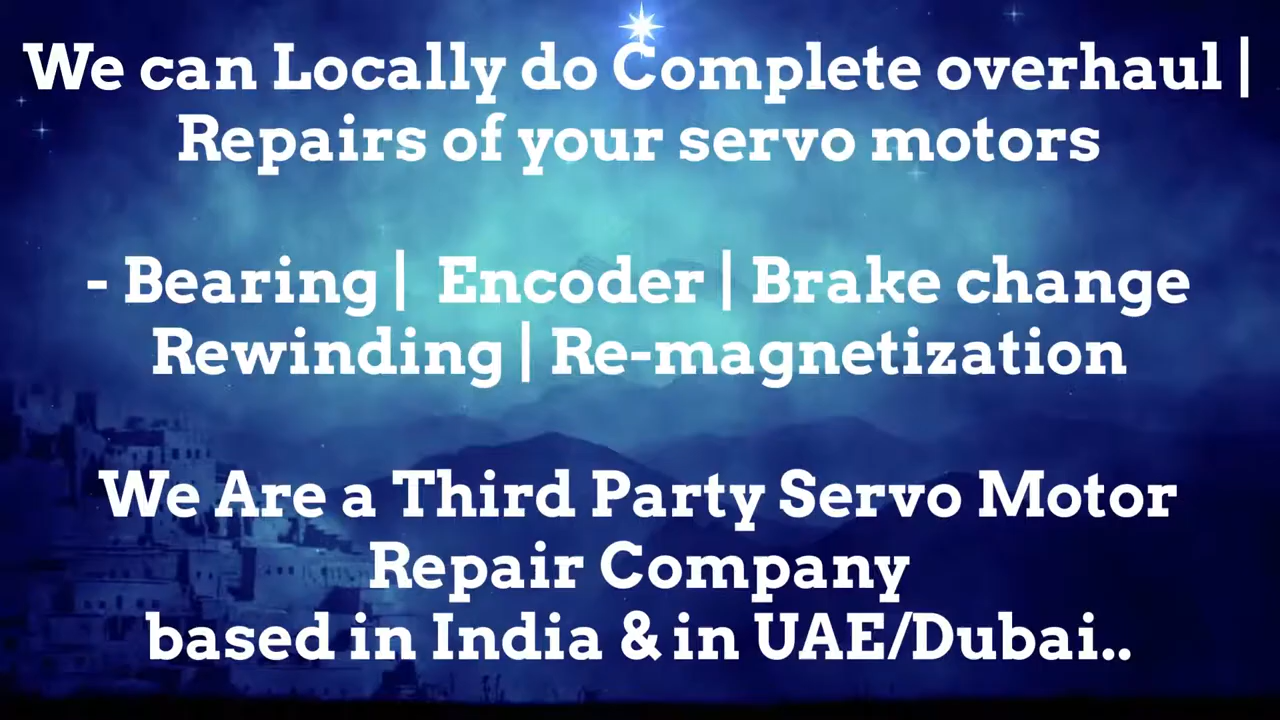 We can Locally do Complete overhaul |
Repairs of your servo motors
- Bearing | Encoder | Brake change
Rewinding | Re-magnetization
We Are a Third Party Servo Motor
Repair Company
based in India & in UAE/Dubai..